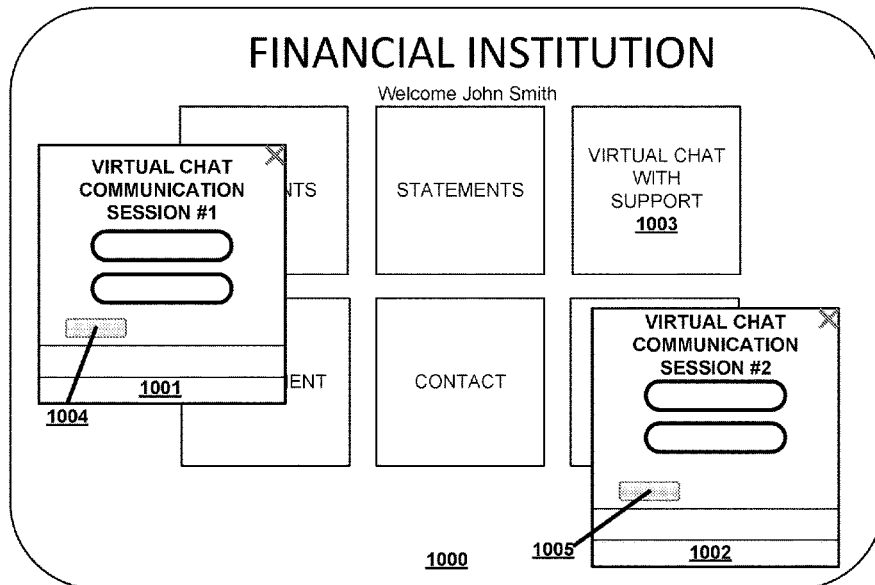 FINANCIAL INSTITUTION
Welcome John Smith
VIRTUAL CHAT
COMMUNICATION
SESSION #1
NTS
STATEMENTS
VIRTUAL CHAT
WITH
SUPPORT
1003
1001
1004
MENT
CONTACT
VIRTUAL CHAT
COMMUNICATION
SESSION #2
1005
1002
1000